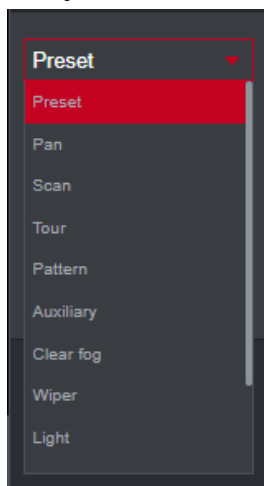 Preset
Preset
Pan
Scan
Tour
Pattern
Auxiliary
Clear fog
Wiper
Light